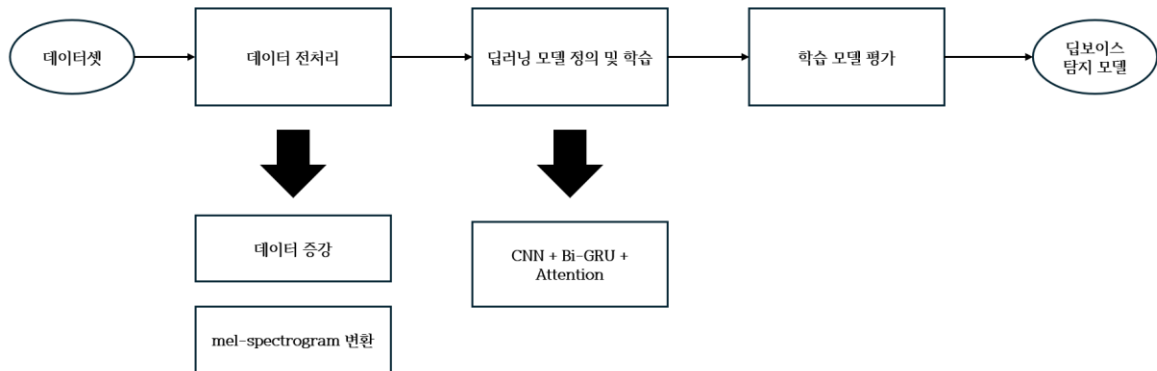 데이터셋
데이터 전처리
딥러닝 모델 정의 및 학습
학습 모델 평가
딥보이스
탐지 모델
데이터 증강
CNN + Bi-GRU +
Attention
mel-spectrogram 변환